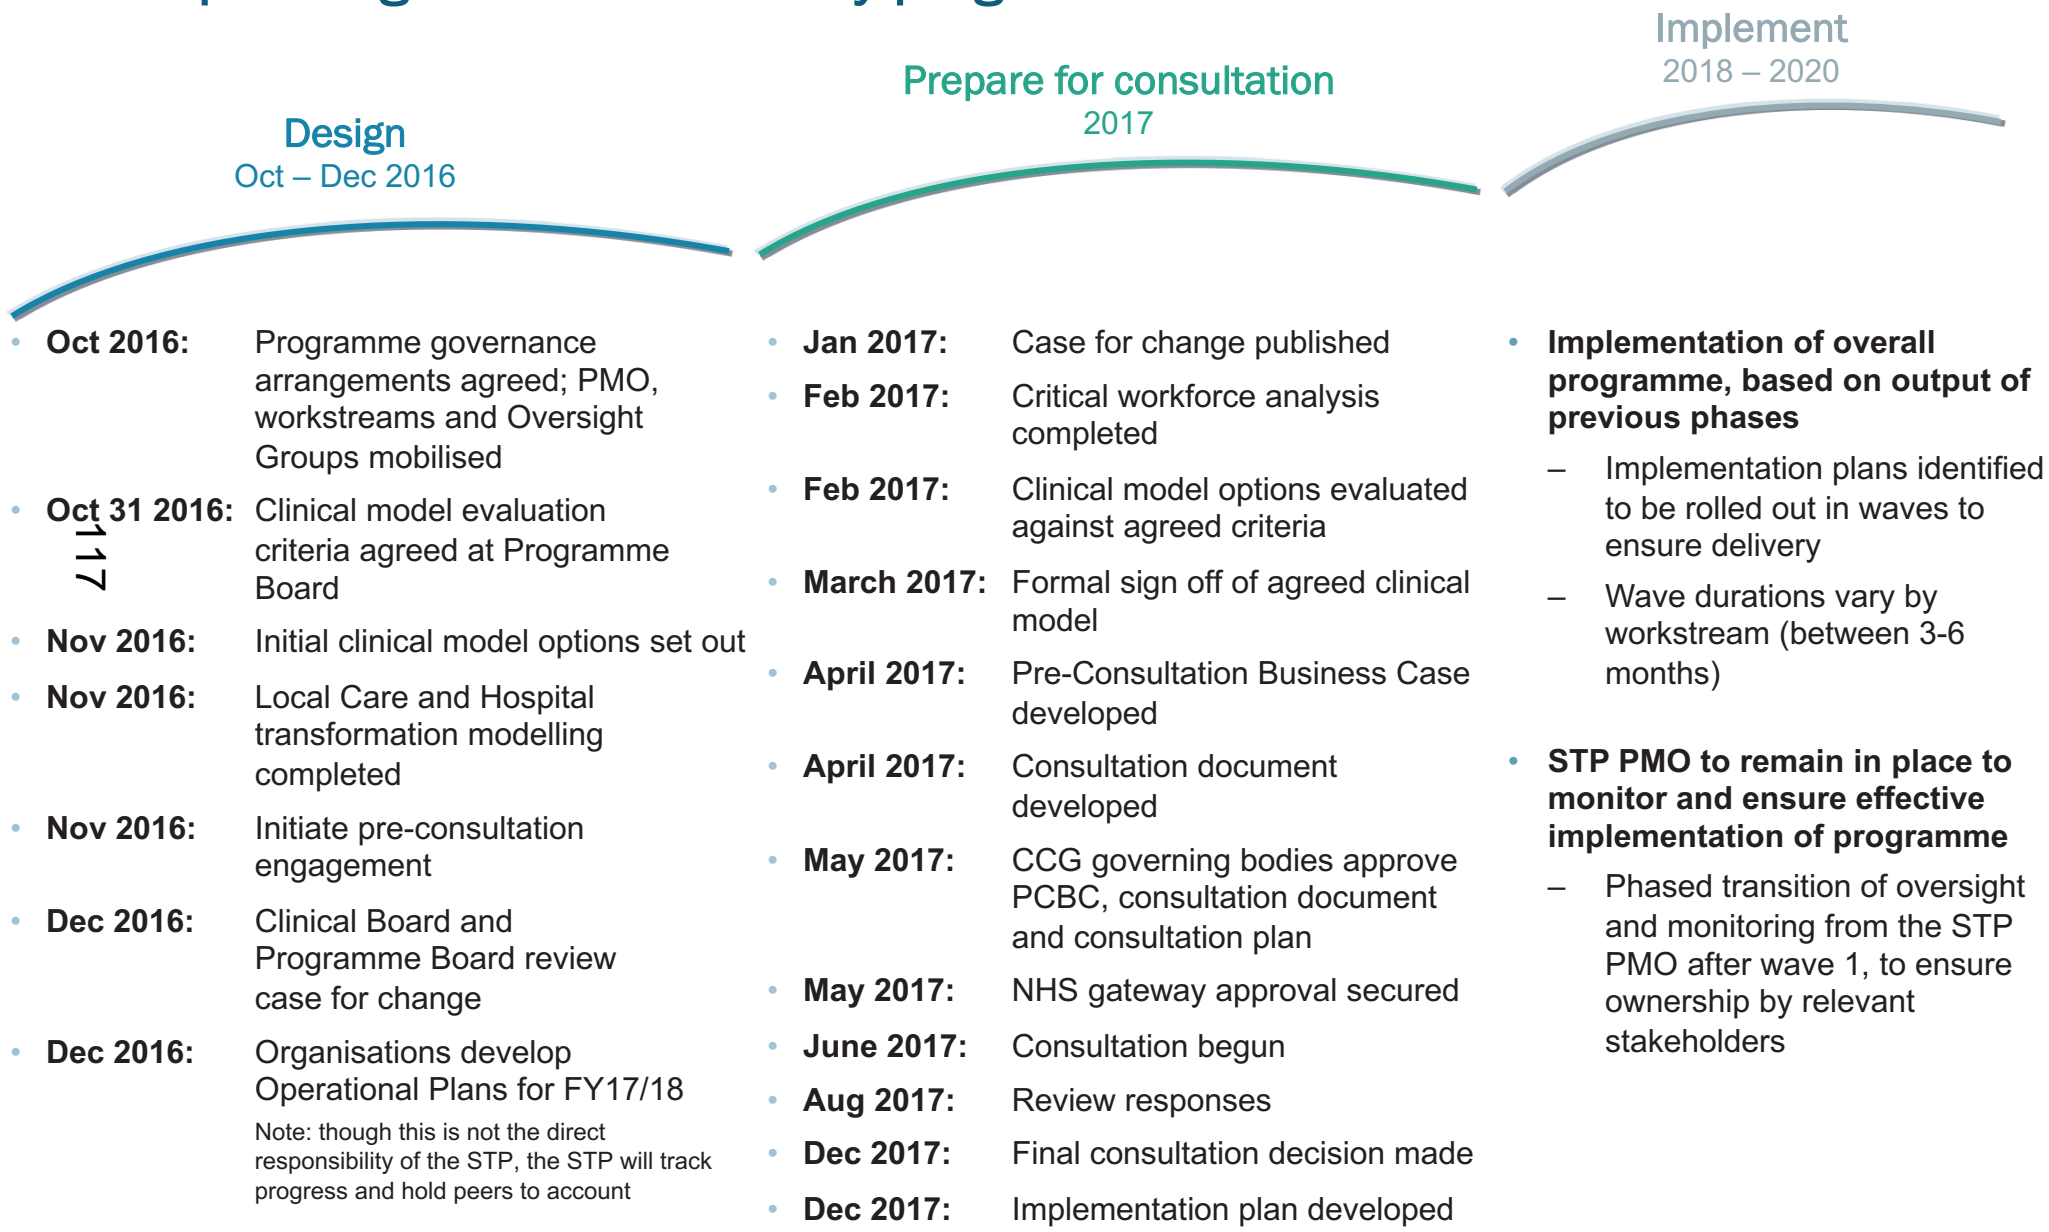 Design
Oct – Dec 2016
• Oct 2016: Programme governance
arrangements agreed; PMO,
workstreams and Oversight
Groups mobilised
• Oct 31 2016: Clinical model evaluation
criteria agreed at Programme
Board
117
• Nov 2016: Initial clinical model options set out
• Nov 2016: Local Care and Hospital
transformation modelling
completed
• Nov 2016: Initiate pre-consultation
engagement
• Dec 2016: Clinical Board and
Programme Board review
case for change
• Dec 2016: Organisations develop
Operational Plans for FY17/18
Note: though this is not the direct
responsibility of the STP, the STP will track
progress and hold peers to account
Prepare for consultation
2017
• Jan 2017: Case for change published
• Feb 2017: Critical workforce analysis
completed
• Feb 2017: Clinical model options evaluated
against agreed criteria
• March 2017: Formal sign off of agreed clinical
model
• April 2017: Pre-Consultation Business Case
developed
• April 2017: Consultation document
developed
• May 2017: CCG governing bodies approve
PCBC, consultation document
and consultation plan
• May 2017: NHS gateway approval secured
• June 2017: Consultation begun
• Aug 2017: Review responses
• Dec 2017: Final consultation decision made
• Dec 2017: Implementation plan developed
Implement
2018 – 2020
• Implementation of overall
programme, based on output of
previous phases
– Implementation plans identified
to be rolled out in waves to
ensure delivery
– Wave durations vary by
workstream (between 3-6
months)
• STP PMO to remain in place to
monitor and ensure effective
implementation of programme
– Phased transition of oversight
and monitoring from the STP
PMO after wave 1, to ensure
ownership by relevant
stakeholders